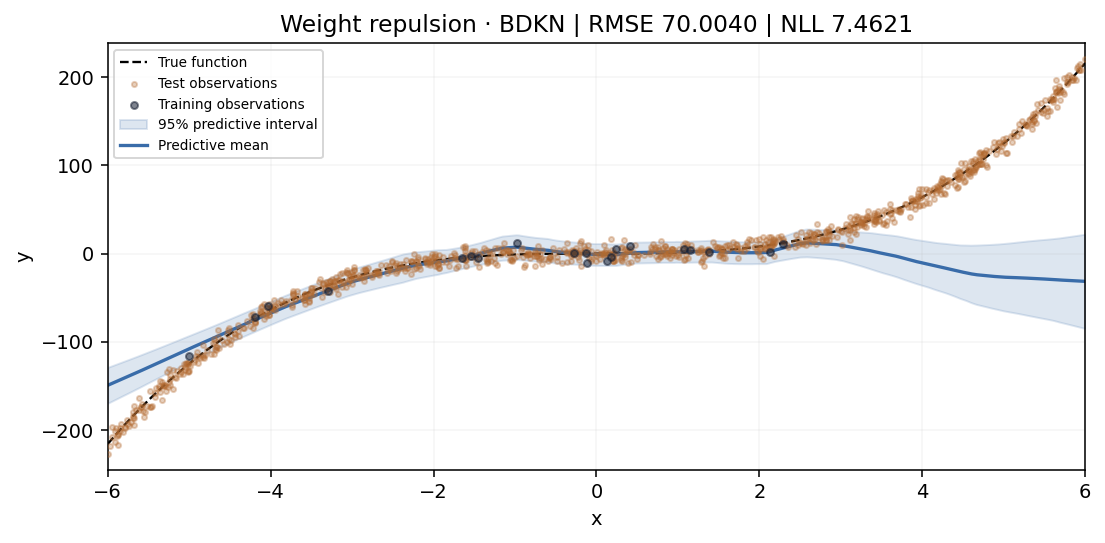 Weight repulsion · BDKN | RMSE 70.0040 | NLL 7.4621
True function
Test observations
Training observations
95% predictive interval
Predictive mean
y
200
100
0
−100
−200
−6
−4
−2
0
2
4
6
x